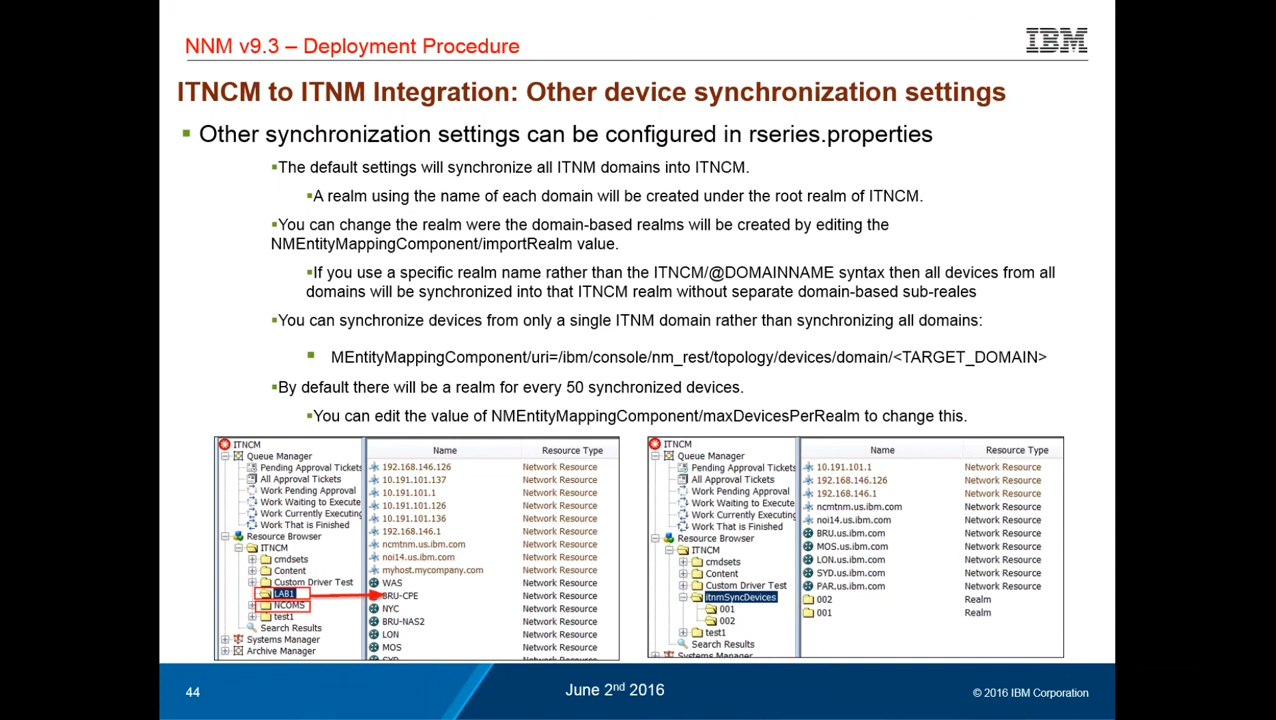 NNM v9.3 – Deployment Procedure
IBM
ITNCM to ITNM Integration: Other device synchronization settings
Other synchronization settings can be configured in rseries.properties
The default settings will synchronize all ITNM domains into ITNCM.
A realm using the name of each domain will be created under the root realm of ITNCM.
You can change the realm were the domain-based realms will be created by editing the
NMEntityMappingComponent/importRealm value.
If you use a specific realm name rather than the ITNCM/@DOMAINNAME syntax then all devices from all
domains will be synchronized into that ITNCM realm without separate domain-based sub-reales
You can synchronize devices from only a single ITNM domain rather than synchronizing all domains:
MEntityMappingComponent/uri=/ibm/console/nm_rest/topology/devices/domain/<TARGET_DOMAIN>
By default there will be a realm for every 50 synchronized devices.
You can edit the value of NMEntityMappingComponent/maxDevicesPerRealm to change this.
ITNCM
Queue Manager
Pending Approval Tickets
All Approval Tickets
Work Pending Approval
Work Waiting to Execute
Work Currently Executing
Work That is Finished
Resource Browser
ITNCM
cmdsets
Content
Custom Driver Test
LAB1
NCOMS
test1
Search Results
Systems Manager
Archive Manager
Name Resource Type
192.168.146.126 Network Resource
10.191.101.137 Network Resource
10.191.101.1 Network Resource
10.191.101.126 Network Resource
10.191.101.136 Network Resource
192.168.146.1 Network Resource
ncmtnm.us.ibm.com Network Resource
noi14.us.ibm.com Network Resource
myhost.mycompany.com Network Resource
WAS Network Resource
BRU-CPE Network Resource
NYC Network Resource
BRU-NAS2 Network Resource
LON Network Resource
MOS Network Resource
SYD Network Resource
ITNCM
Queue Manager
Pending Approval Tickets
All Approval Tickets
Work Pending Approval
Work Waiting to Execute
Work Currently Executing
Work That is Finished
Resource Browser
ITNCM
cmdsets
Content
Custom Driver Test
itnmSyncDevices
001
002
test1
Search Results
Systems Manager
Name Resource Type
10.191.101.1 Network Resource
192.168.146.126 Network Resource
192.168.146.1 Network Resource
ncmtnm.us.ibm.com Network Resource
noi14.us.ibm.com Network Resource
BRU.us.ibm.com Network Resource
MOS.us.ibm.com Network Resource
LON.us.ibm.com Network Resource
SYD.us.ibm.com Network Resource
PAR.us.ibm.com Network Resource
002 Realm
001 Realm
44
June 2nd 2016
© 2016 IBM Corporation